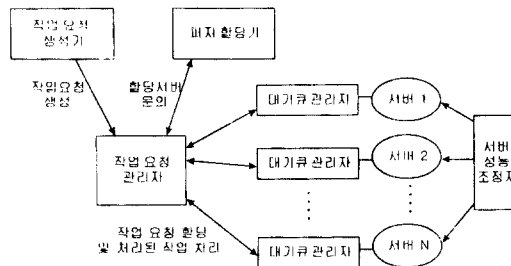 작업 요청
생성기
퍼지 할당기
작업요청
생성
할당서버
문의
작업 요청
관리자
대기큐 관리자
서버 1
대기큐 관리자
서버 2
대기큐 관리자
서버 N
서버
성능
조정자
작업 요청 할당
및 처리된 작업 처리